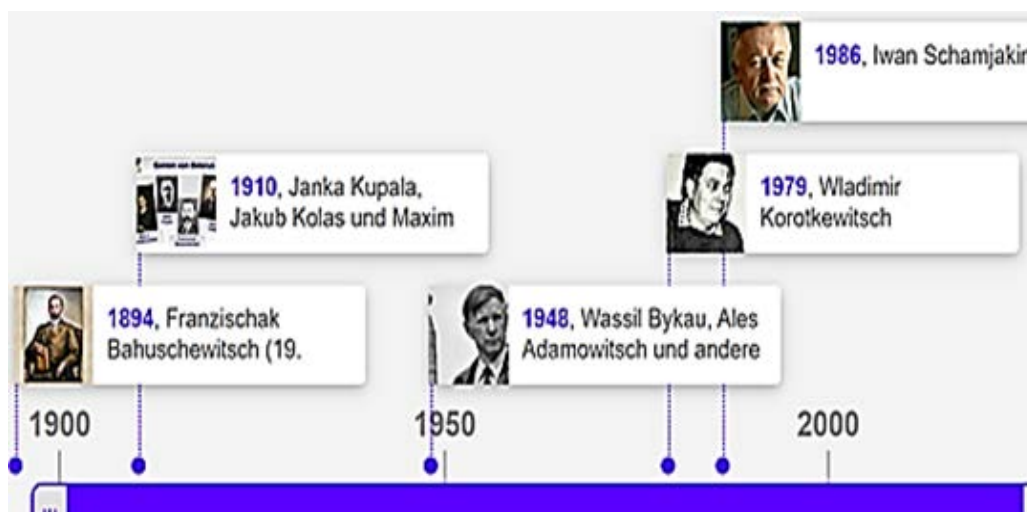 1986, Iwan Schamjakin
1910, Janka Kupala,
Jakub Kolas und Maxim
1979, Wladimir
Korotkewitsch
1894, Franzischak
Bahuschewitsch (19.
1948, Wassil Bykau, Ales
Adamowitsch und andere
1900
1950
2000